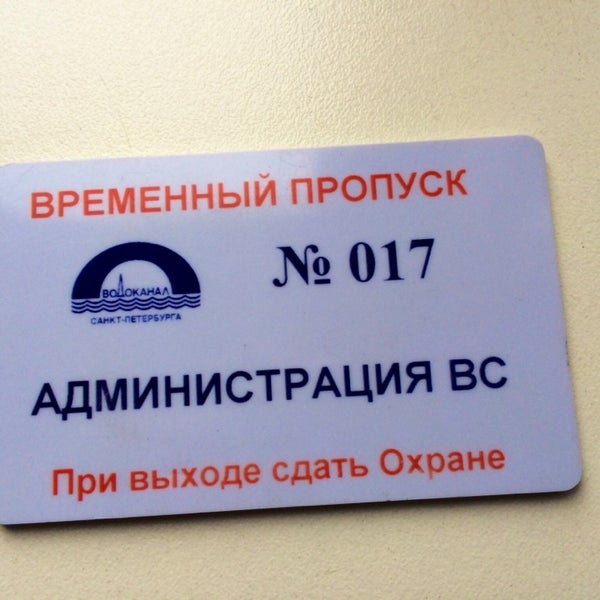 ВРЕМЕННЫЙ ПРОПУСК
№ 017
ВОДОКАНАЛ
САНКТ-ПЕТЕРБУРГА
АДМИНИСТРАЦИЯ ВС
При выходе сдать Охране